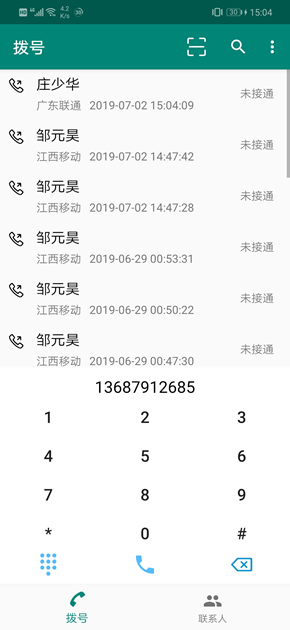 HD 4G 4.2 K/s 30 15:04
拨号
庄少华
广东联通 2019-07-02 15:04:09
未接通
邹元昊
江西移动 2019-07-02 14:47:42
未接通
邹元昊
江西移动 2019-07-02 14:47:28
未接通
邹元昊
江西移动 2019-06-29 00:53:31
未接通
邹元昊
江西移动 2019-06-29 00:50:22
未接通
邹元昊
江西移动 2019-06-29 00:47:30
未接通
13687912685
1 2 3
4 5 6
7 8 9
* 0 #
拨号 联系人